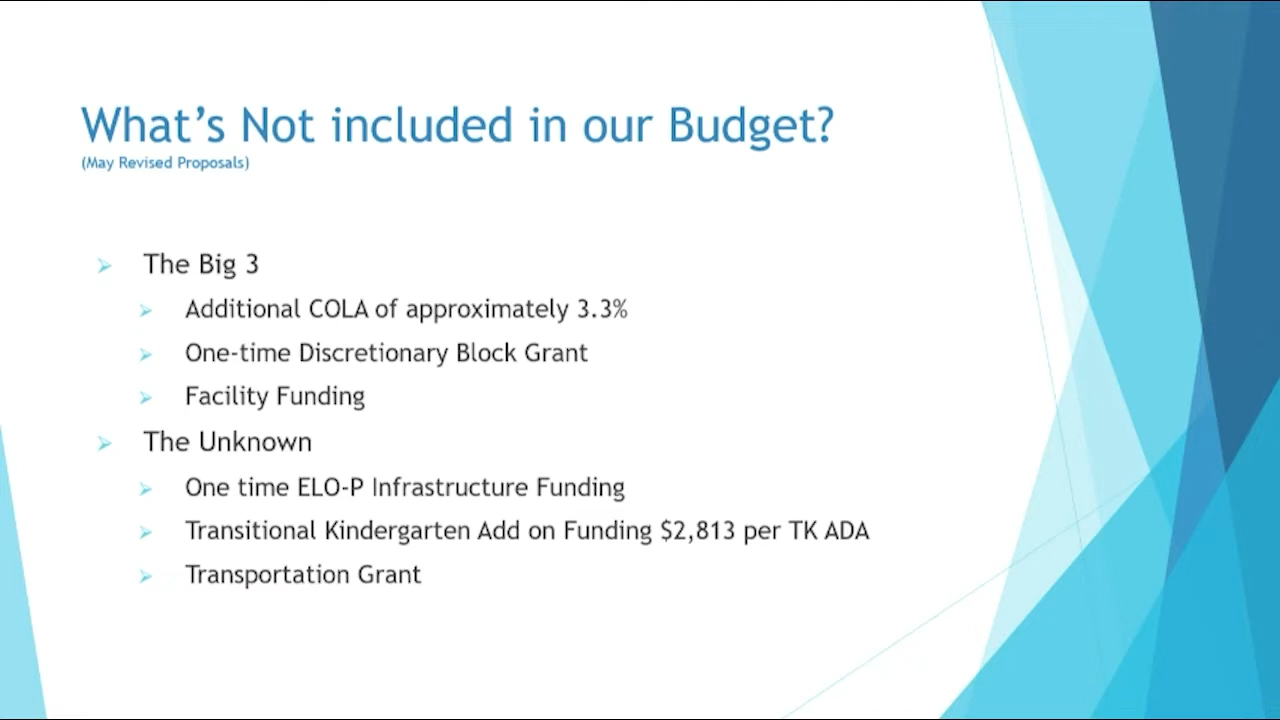 What's Not included in our Budget?
(May Revised Proposals)
The Big 3
Additional COLA of approximately 3.3%
One-time Discretionary Block Grant
Facility Funding
The Unknown
One time ELO-P Infrastructure Funding
Transitional Kindergarten Add on Funding $2,813 per TK ADA
Transportation Grant